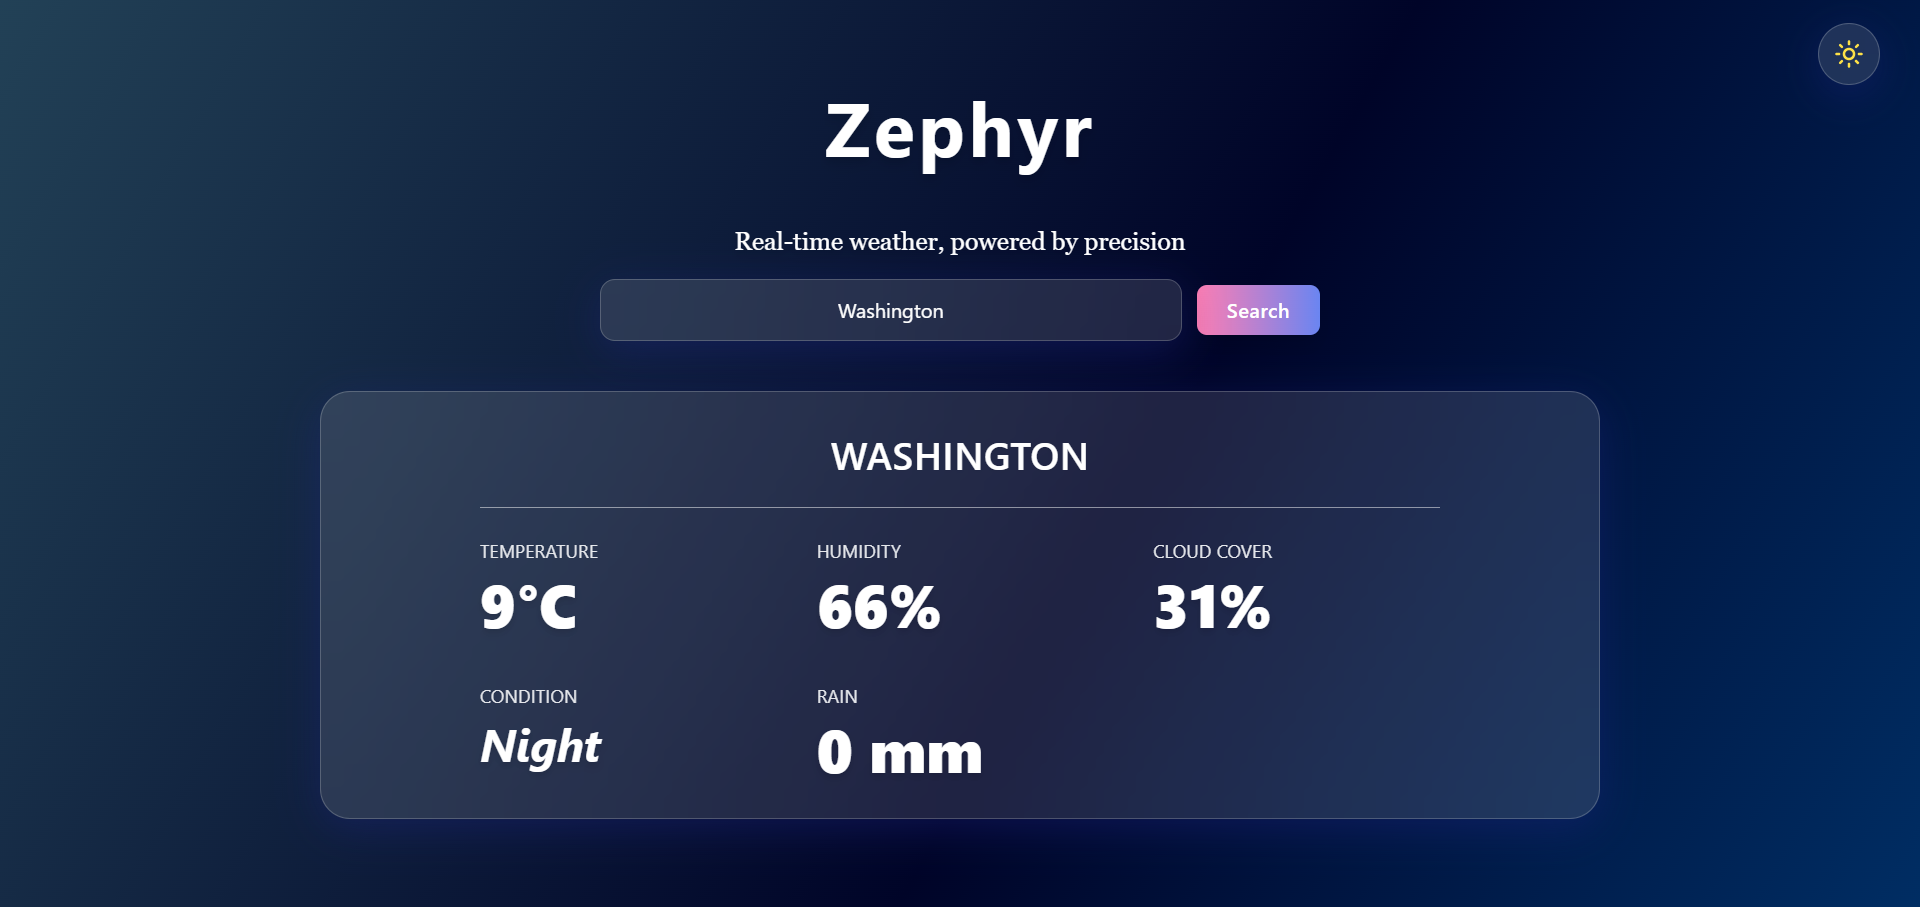 Zephyr
Real-time weather, powered by precision
Washington
Search
WASHINGTON
TEMPERATURE
9°C
HUMIDITY
66%
CLOUD COVER
31%
CONDITION
Night
RAIN
0 mm